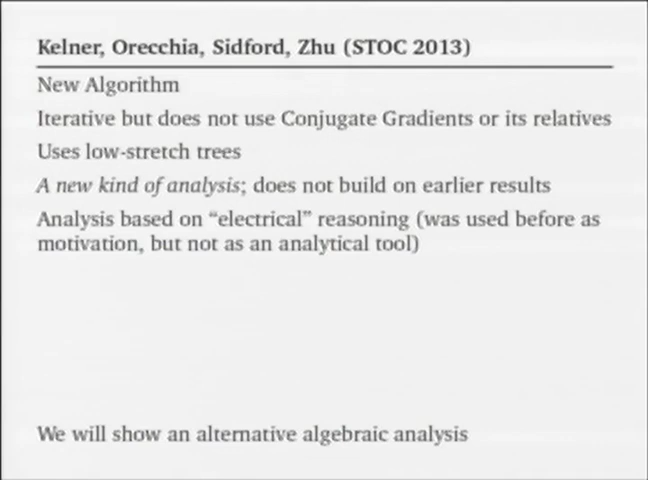 Kelner, Orecchia, Sidford, Zhu (STOC 2013)
New Algorithm
Iterative but does not use Conjugate Gradients or its relatives
Uses low-stretch trees
A new kind of analysis; does not build on earlier results
Analysis based on “electrical” reasoning (was used before as
motivation, but not as an analytical tool)
We will show an alternative algebraic analysis